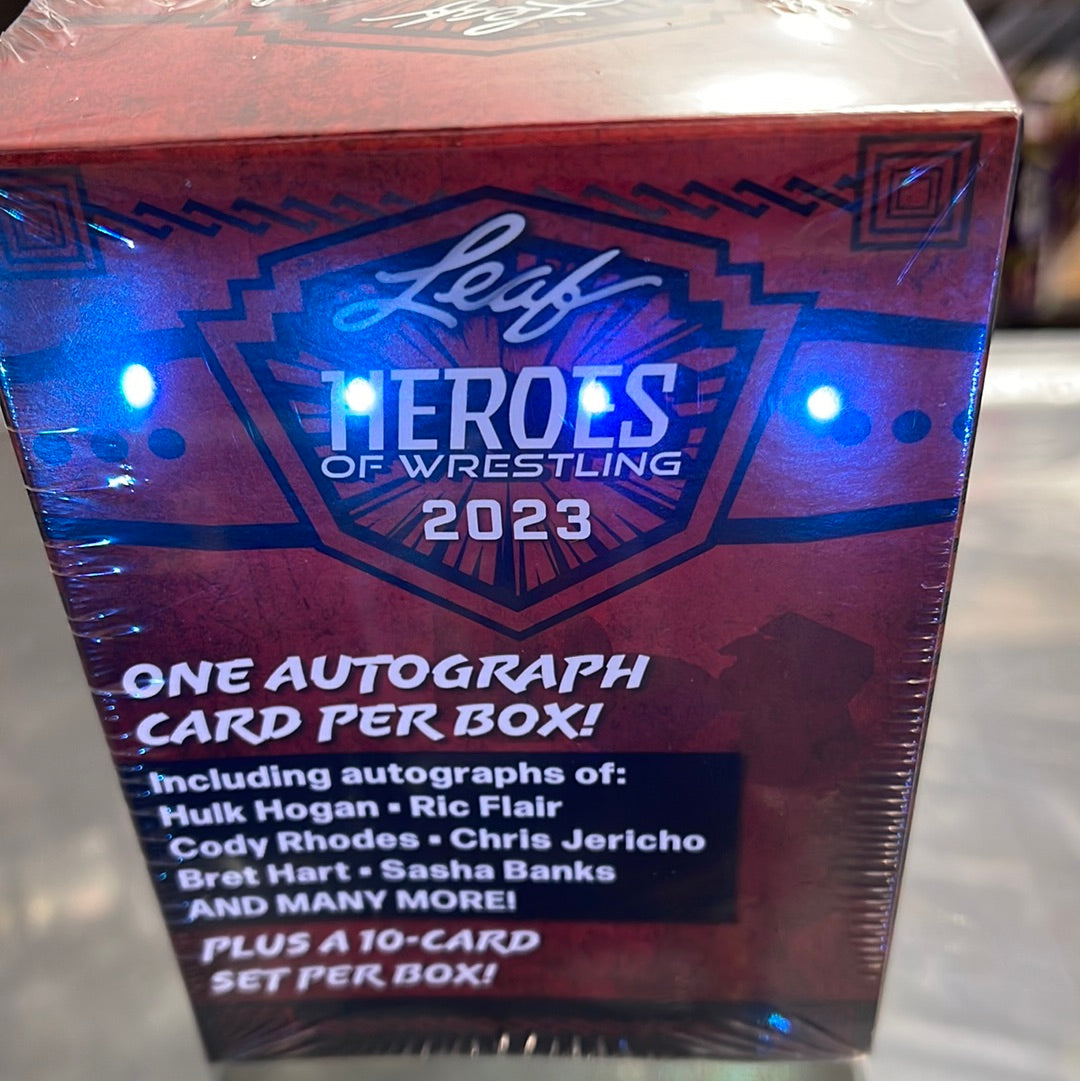 Leaf
HEROES
OF WRESTLING
2023
ONE AUTOGRAPH
CARD PER BOX!
Including autographs of:
Hulk Hogan ▪ Ric Flair
Cody Rhodes ▪ Chris Jericho
Bret Hart ▪ Sasha Banks
AND MANY MORE!
PLUS A 10-CARD
SET PER BOX!